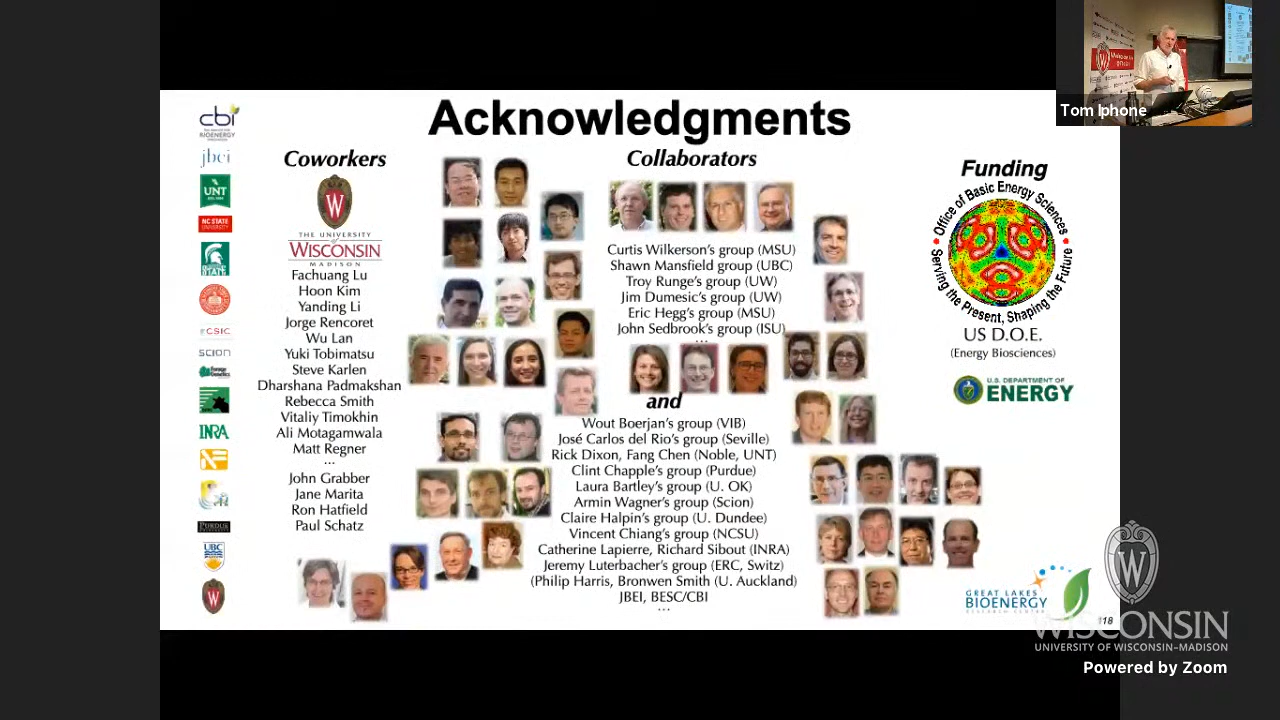 Acknowledgments
cbi
jbei
UNT
NC STATE
UNIVERSITY
CSIC
SCION
INRA
PURDUE
UBC
W
Coworkers
W
THE UNIVERSITY
of
WISCONSIN
MADISON
Fachuang Lu
Hoon Kim
Yanding Li
Jorge Rencoret
Wu Lan
Yuki Tobimatsu
Steve Karlen
Dharshana Padmakshan
Rebecca Smith
Vitaliy Timokhin
Ali Motagamwala
Matt Regner
...
John Grabber
Jane Marita
Ron Hatfield
Paul Schatz
Collaborators
Curtis Wilkerson's group (MSU)
Shawn Mansfield group (UBC)
Troy Runge's group (UW)
Jim Dumesic's group (UW)
Eric Hegg's group (MSU)
John Sedbrook's group (ISU)
...
and
Wout Boerjan's group (VIB)
José Carlos del Rio's group (Seville)
Rick Dixon, Fang Chen (Noble, UNT)
Clint Chapple's group (Purdue)
Laura Bartley's group (U. OK)
Armin Wagner's group (Scion)
Claire Halpin's group (U. Dundee)
Vincent Chiang's group (NCSU)
Catherine Lapierre, Richard Sibout (INRA)
Jeremy Luterbacher's group (ERC, Switz)
(Philip Harris, Bronwen Smith (U. Auckland)
JBEI, BESC/CBI
...
Funding
Office of Basic Energy Sciences
Serving the Present, Shaping the Future
US D.O.E.
(Energy Biosciences)
U.S. DEPARTMENT OF
ENERGY
GREAT LAKES
BIOENERGY
118
Tom Iphone
W
WISCONSIN
UNIVERSITY OF WISCONSIN–MADISON
Powered by Zoom